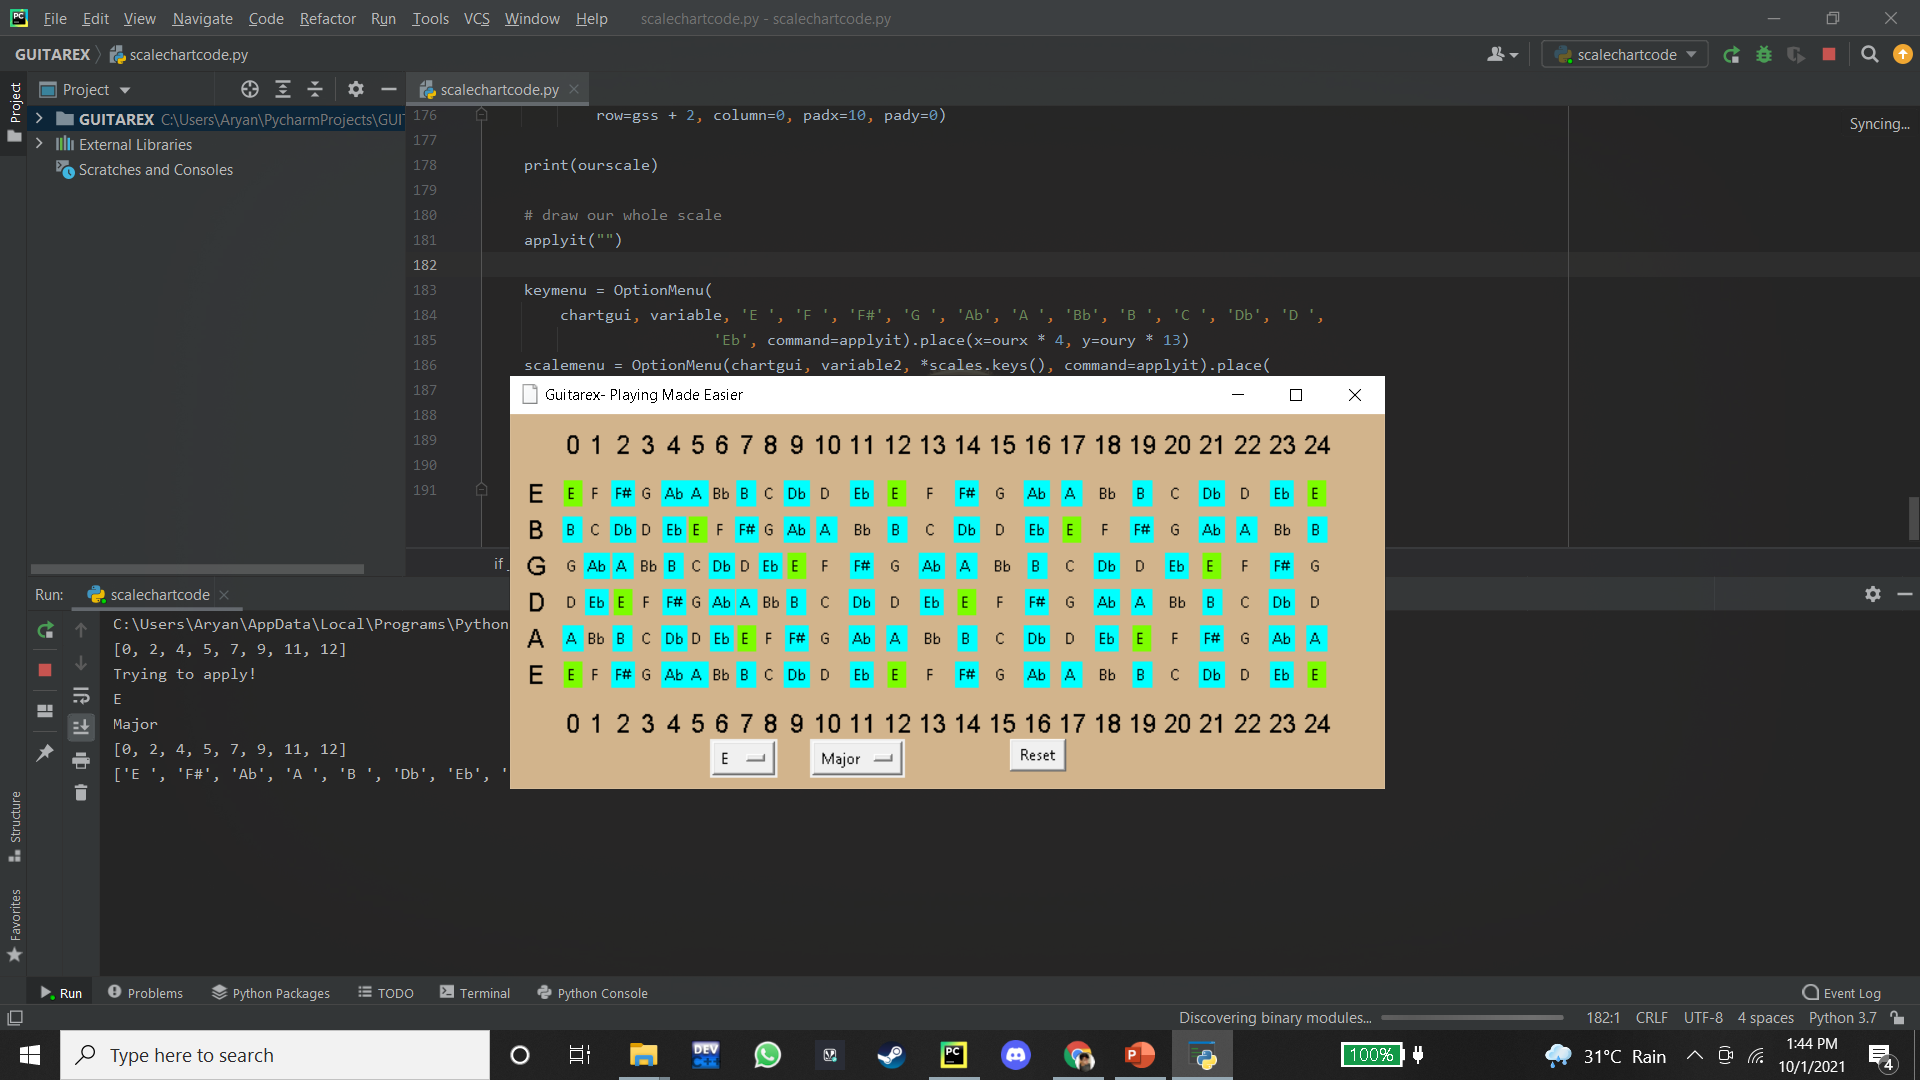 File Edit View Navigate Code Refactor Run Tools VCS Window Help scalechartcode.py - scalechartcode.py
GUITAREX scalechartcode.py scalechartcode
Project scalechartcode.py
Project
GUITAREX C:\Users\Aryan\PycharmProjects\GUI
External Libraries
Scratches and Consoles
Syncing...
176 row=gss + 2, column=0, padx=10, pady=0)
177
178 print(ourscale)
179
180 # draw our whole scale
181 applyit("")
182
183 keymenu = OptionMenu(
184 chartgui, variable, 'E ', 'F ', 'F#', 'G ', 'Ab', 'A ', 'Bb', 'B ', 'C ', 'Db', 'D ',
185 'Eb', command=applyit).place(x=ourx * 4, y=oury * 13)
186 scalemenu = OptionMenu(chartgui, variable2, *scales.keys(), command=applyit).place(
187
188
189
190
191
if
Guitarex- Playing Made Easier
0 1 2 3 4 5 6 7 8 9 10 11 12 13 14 15 16 17 18 19 20 21 22 23 24
E E F F# G Ab A Bb B C Db D Eb E F F# G Ab A Bb B C Db D Eb E
B B C Db D Eb E F F# G Ab A Bb B C Db D Eb E F F# G Ab A Bb B
G G Ab A Bb B C Db D Eb E F F# G Ab A Bb B C Db D Eb E F F# G
D D Eb E F F# G Ab A Bb B C Db D Eb E F F# G Ab A Bb B C Db D
A A Bb B C Db D Eb E F F# G Ab A Bb B C Db D Eb E F F# G Ab A
E E F F# G Ab A Bb B C Db D Eb E F F# G Ab A Bb B C Db D Eb E
0 1 2 3 4 5 6 7 8 9 10 11 12 13 14 15 16 17 18 19 20 21 22 23 24
E Major Reset
Run: scalechartcode
C:\Users\Aryan\AppData\Local\Programs\Python
[0, 2, 4, 5, 7, 9, 11, 12]
Trying to apply!
E
Major
[0, 2, 4, 5, 7, 9, 11, 12]
['E ', 'F#', 'Ab', 'A ', 'B ', 'Db', 'Eb', '
Structure
Favorites
Run Problems Python Packages TODO Terminal Python Console Event Log
Discovering binary modules... 182:1 CRLF UTF-8 4 spaces Python 3.7
Type here to search
DEV
PC
P
100%
31°C Rain
1:44 PM
10/1/2021
4